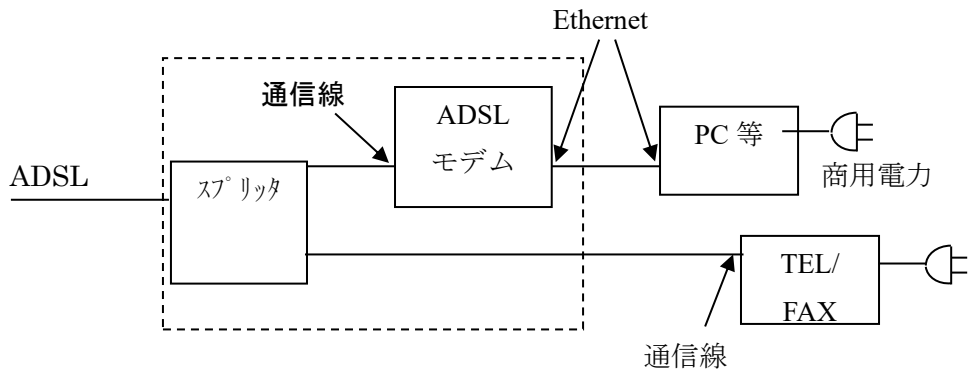 Ethernet
通信線
ADSL
モデム
PC 等
商用電力
ADSL
スプリッタ
TEL/
FAX
通信線